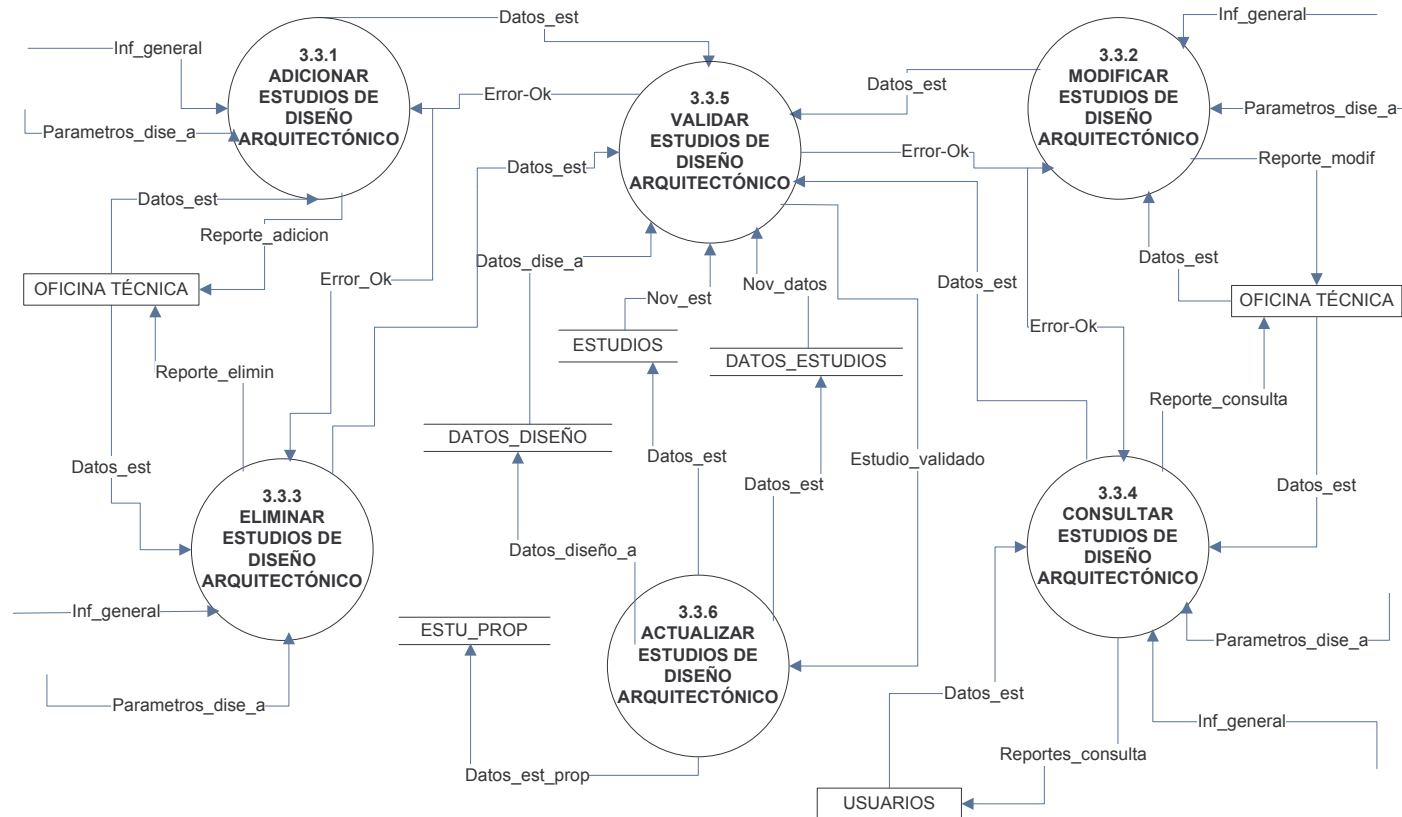 Datos_est
Inf_general
3.3.1
ADICIONAR
ESTUDIOS DE
DISEÑO
ARQUITECTÓNICO
Parametros_dise_a
Error-Ok
3.3.5
VALIDAR
ESTUDIOS DE
DISEÑO
ARQUITECTÓNICO
Datos_est
Inf_general
3.3.2
MODIFICAR
ESTUDIOS DE
DISEÑO
ARQUITECTÓNICO
Parametros_dise_a
Error-Ok
Reporte_modif
Datos_est
Datos_est
Reporte_adicion
Datos_dise_a
Error_Ok
OFICINA TÉCNICA
Nov_est
Nov_datos
Datos_est
Datos_est
OFICINA TÉCNICA
Error-Ok
ESTUDIOS
DATOS_ESTUDIOS
Reporte_elimin
Reporte_consulta
DATOS_DISEÑO
Datos_est
Datos_est
Estudio_validado
Datos_est
Datos_est
3.3.3
ELIMINAR
ESTUDIOS DE
DISEÑO
ARQUITECTÓNICO
3.3.4
CONSULTAR
ESTUDIOS DE
DISEÑO
ARQUITECTÓNICO
Datos_diseño_a
Inf_general
ESTU_PROP
3.3.6
ACTUALIZAR
ESTUDIOS DE
DISEÑO
ARQUITECTÓNICO
Parametros_dise_a
Datos_est
Parametros_dise_a
Inf_general
Reportes_consulta
Datos_est_prop
USUARIOS